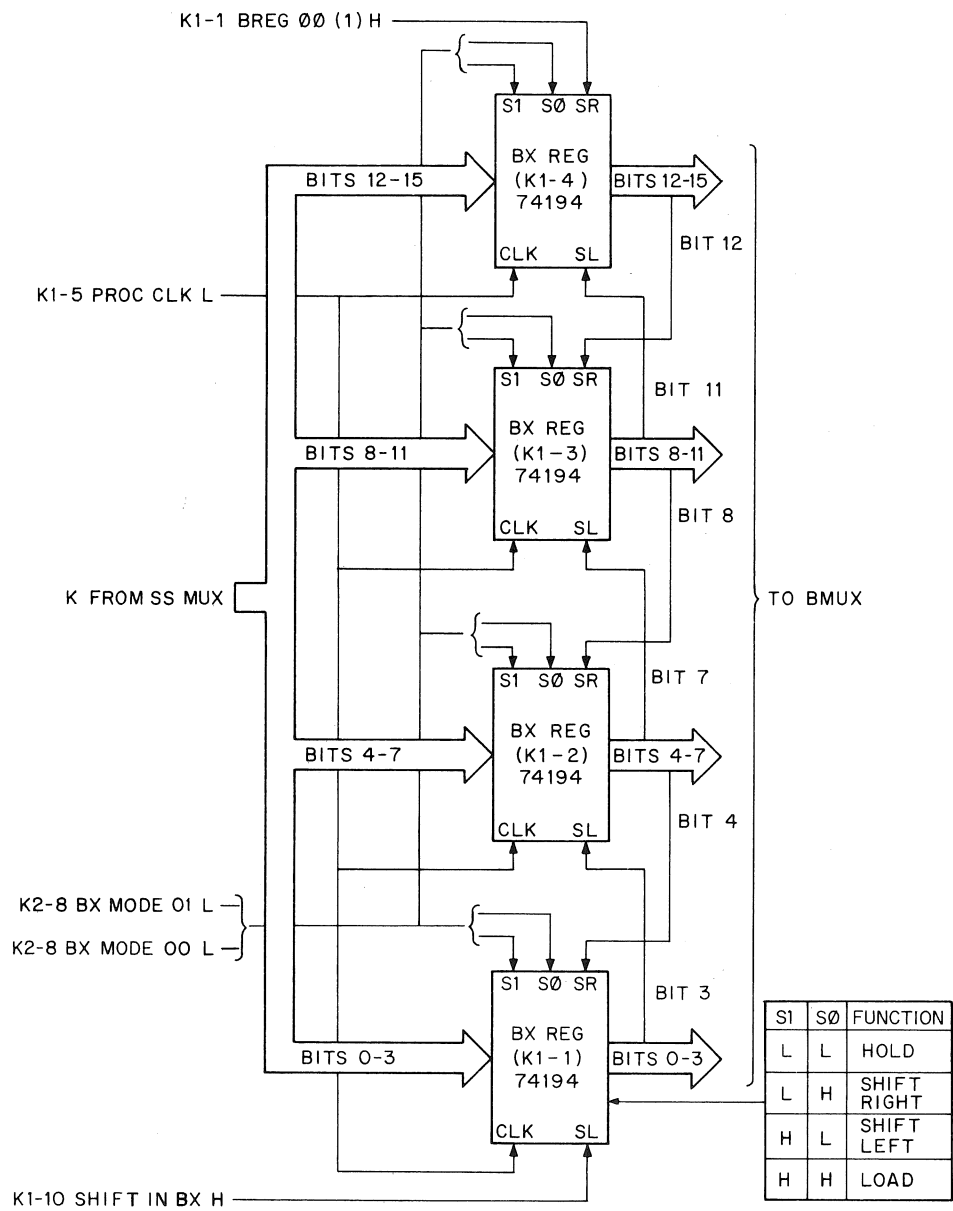 K1-1 BREG ØØ (1) H
S1 SØ SR
BX REG
(K1-4)
74194
CLK SL
BITS 12-15
BITS 12-15
BIT 12
K1-5 PROC CLK L
S1 SØ SR
BX REG
(K1-3)
74194
CLK SL
BITS 8-11
BITS 8-11
BIT 11
BIT 8
K FROM SS MUX
TO BMUX
S1 SØ SR
BX REG
(K1-2)
74194
CLK SL
BITS 4-7
BITS 4-7
BIT 7
BIT 4
K2-8 BX MODE O1 L
K2-8 BX MODE OO L
S1 SØ SR
BX REG
(K1-1)
74194
CLK SL
BITS 0-3
BITS 0-3
BIT 3
K1-10 SHIFT IN BX H
S1 SØ FUNCTION
L L HOLD
L H SHIFT RIGHT
H L SHIFT LEFT
H H LOAD